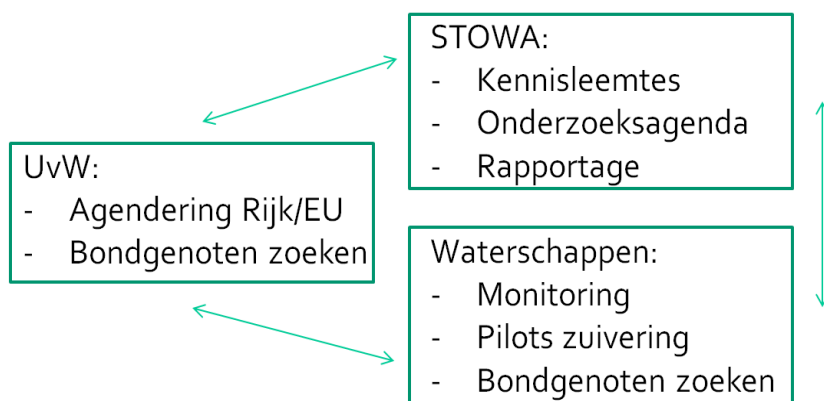 STOWA:
- Kennisleemtes
- Onderzoeksagenda
- Rapportage
UvW:
- Agendering Rijk/EU
- Bondgenoten zoeken
Waterschappen:
- Monitoring
- Pilots zuivering
- Bondgenoten zoeken